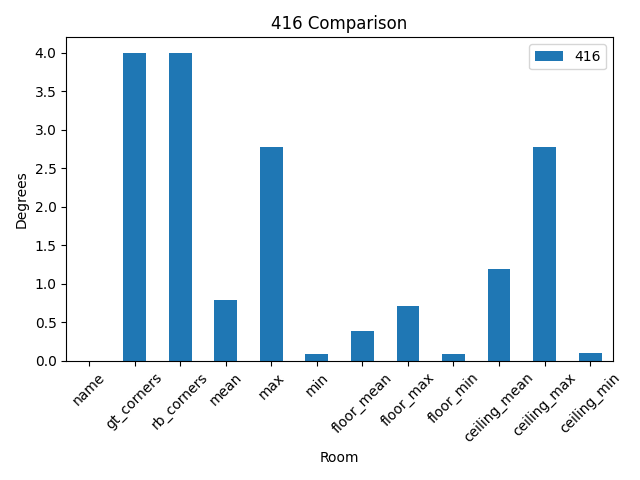 416 Comparison
416
Degrees
4.0
3.5
3.0
2.5
2.0
1.5
1.0
0.5
0.0
name
gt_corners
rb_corners
mean
max
min
floor_mean
floor_max
floor_min
ceiling_mean
ceiling_max
ceiling_min
Room